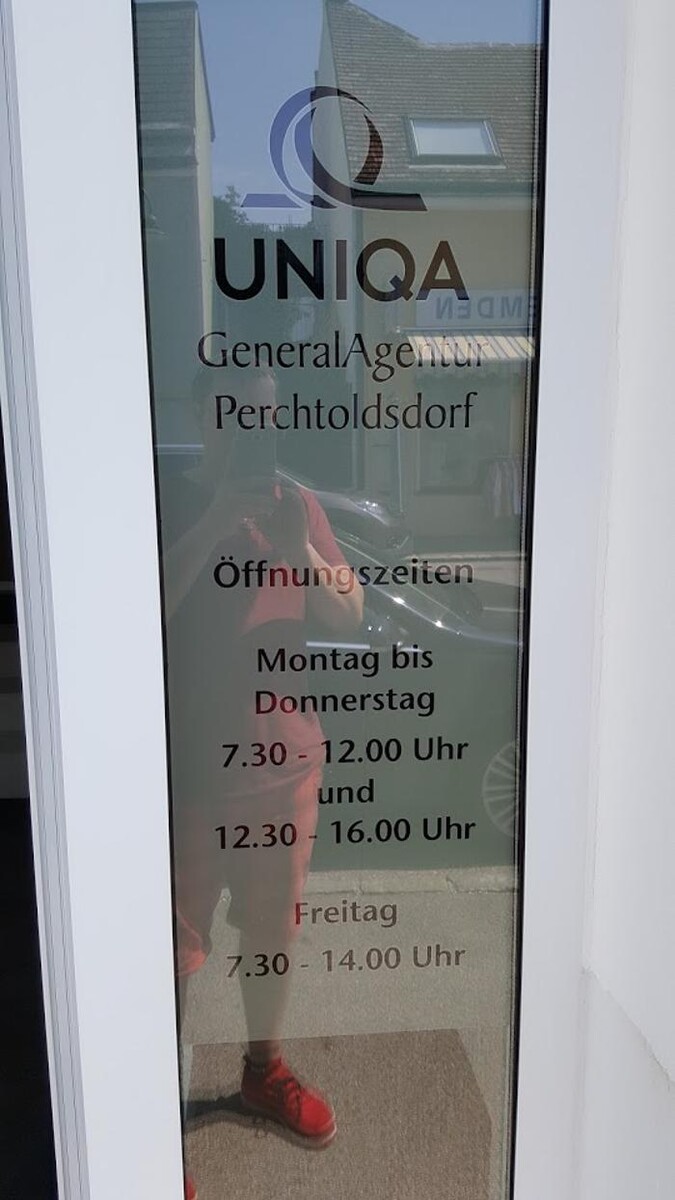 UNIQA
GeneralAgentur
Perchtoldsdorf
EMDEN
Öffnungszeiten
Montag bis
Donnerstag
7.30 - 12.00 Uhr
und
12.30 - 16.00 Uhr
Freitag
7.30 - 14.00 Uhr